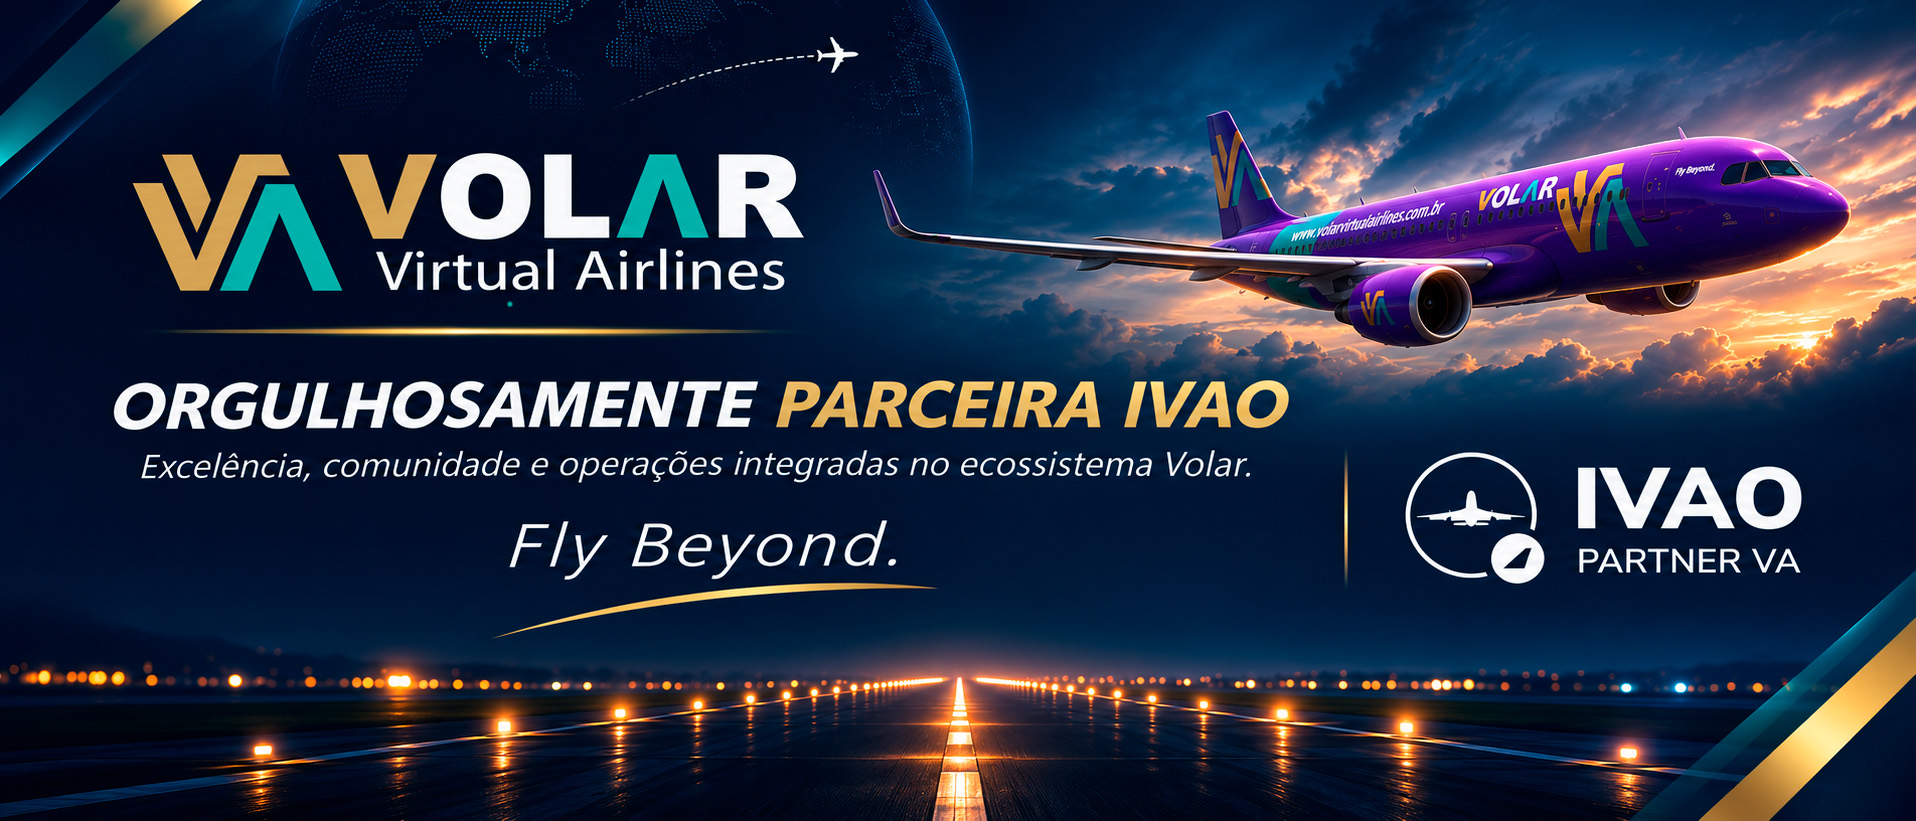 VOLAR
Virtual Airlines
www.volarvirtualairlines.com.br
VOLAR
Fly Beyond.
ORGULHOSAMENTE PARCEIRA IVAO
Excelência, comunidade e operações integradas no ecossistema Volar.
Fly Beyond.
IVAO
PARTNER VA